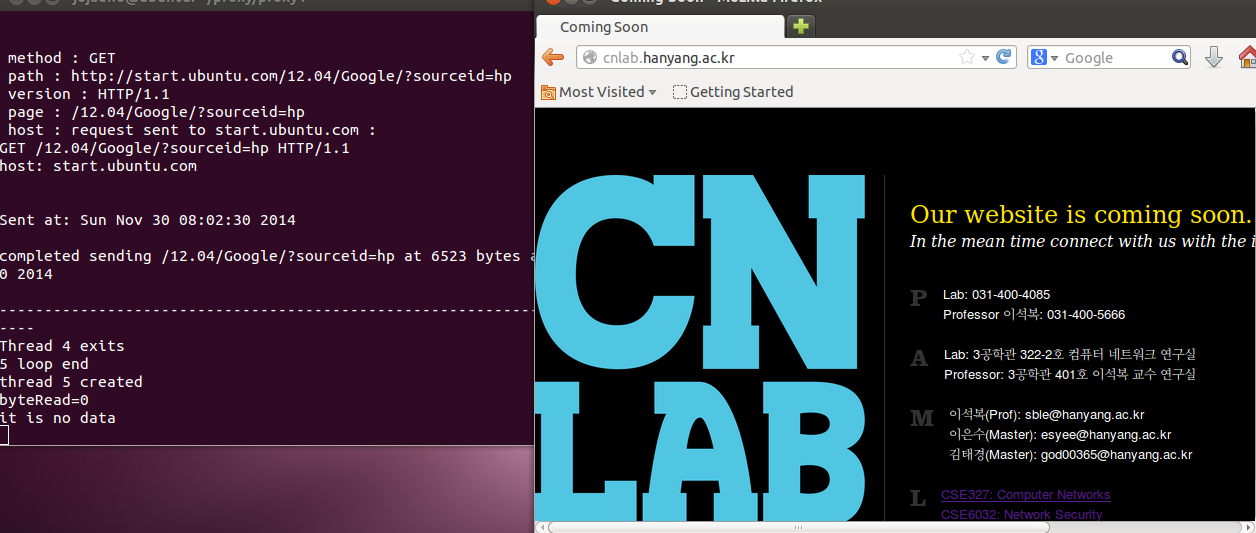 method : GET
path : http://start.ubuntu.com/12.04/Google/?sourceid=hp
version : HTTP/1.1
page : /12.04/Google/?sourceid=hp
host : request sent to start.ubuntu.com :
GET /12.04/Google/?sourceid=hp HTTP/1.1
host: start.ubuntu.com
Sent at: Sun Nov 30 08:02:30 2014
completed sending /12.04/Google/?sourceid=hp at 6523 bytes
0 2014
--------------------------------------------------------------
----
Thread 4 exits
5 loop end
thread 5 created
byteRead=0
it is no data
Coming Soon
cnlab.hanyang.ac.kr
Google
Most Visited
Getting Started
CN
LAB
Our website is coming soon.
In the mean time connect with us with the
P
Lab: 031-400-4085
Professor 이석복: 031-400-5666
A
Lab: 3공학관 322-2호 컴퓨터 네트워크 연구실
Professor: 3공학관 401호 이석복 교수 연구실
M
이석복(Prof): sble@hanyang.ac.kr
이은수(Master): esyee@hanyang.ac.kr
김태경(Master): god00365@hanyang.ac.kr
L
CSE327: Computer Networks
CSE6032: Network Security